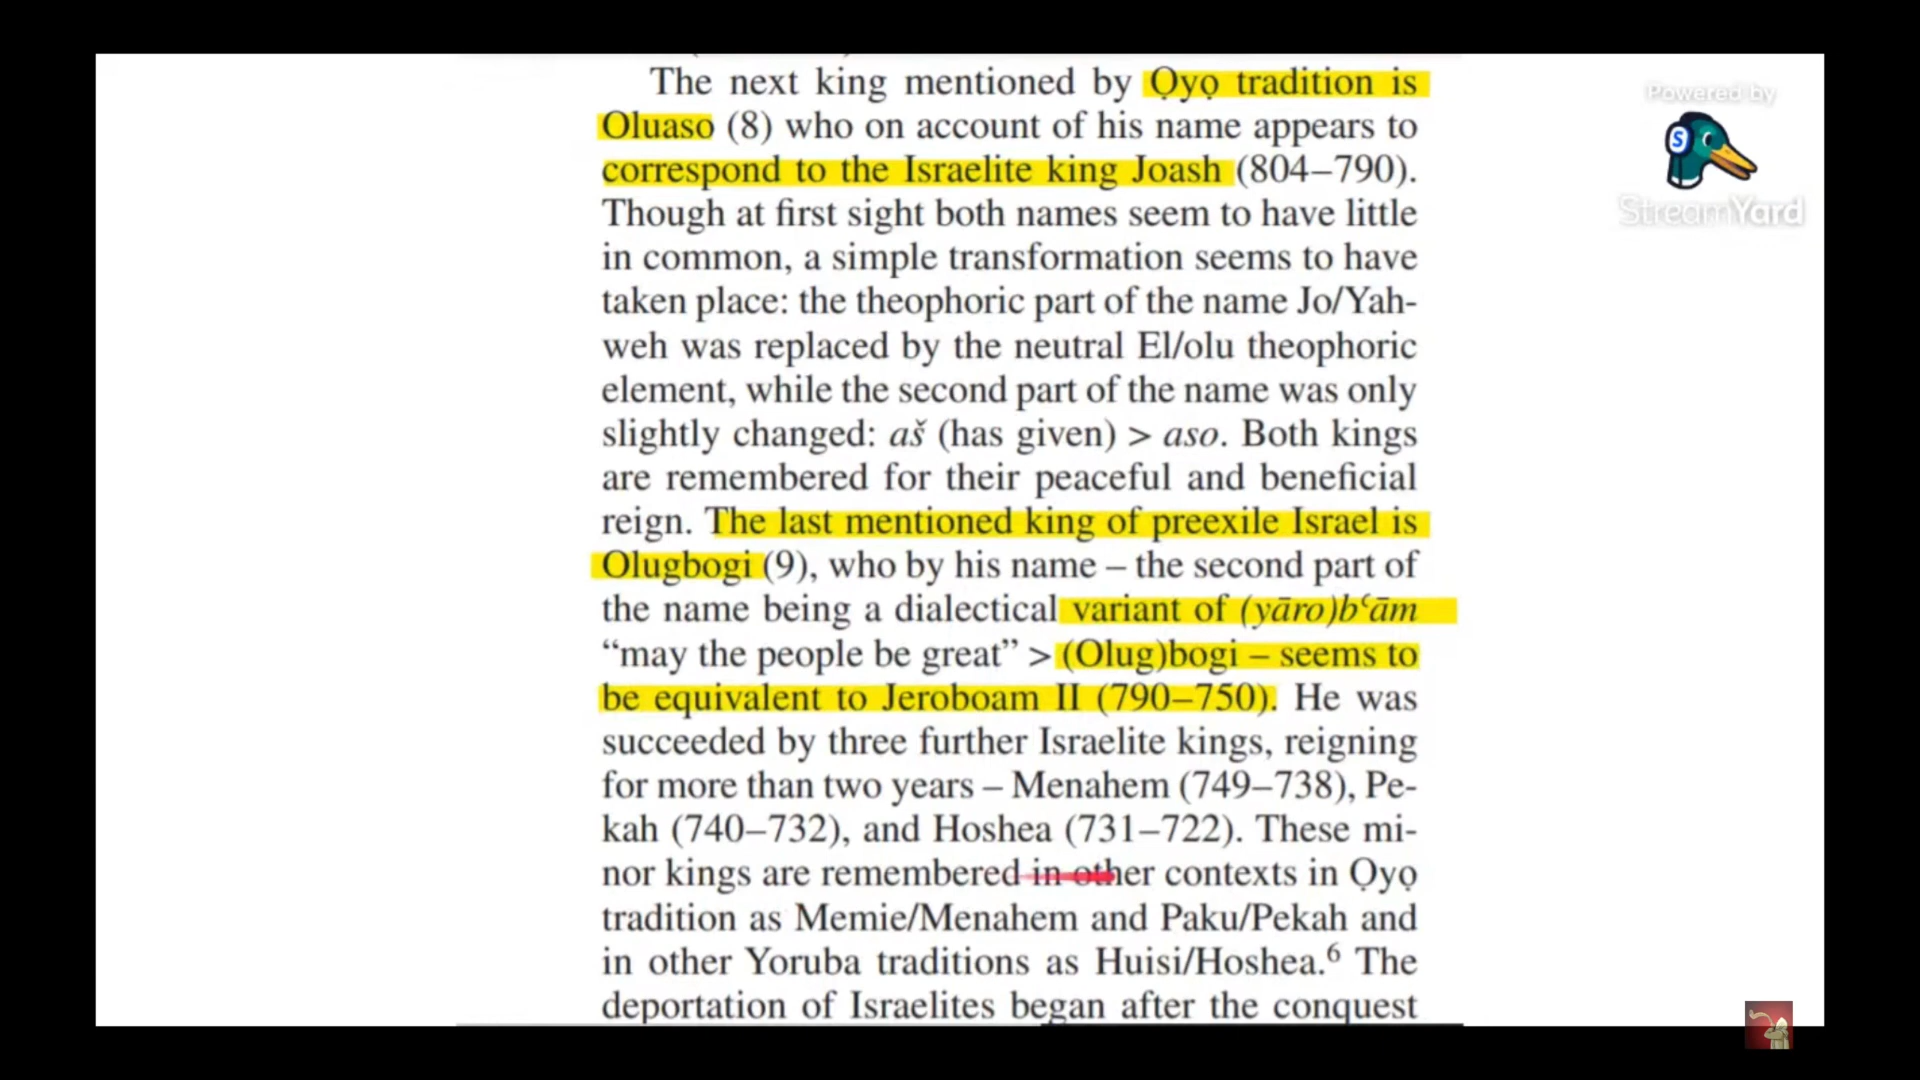 The next king mentioned by Ọyọ tradition is
Oluaso (8) who on account of his name appears to
correspond to the Israelite king Joash (804–790).
Though at first sight both names seem to have little
in common, a simple transformation seems to have
taken place: the theophoric part of the name Jo/Yah-
weh was replaced by the neutral El/olu theophoric
element, while the second part of the name was only
slightly changed: aš (has given) > aso. Both kings
are remembered for their peaceful and beneficial
reign. The last mentioned king of preexile Israel is
Olugbogi (9), who by his name – the second part of
the name being a dialectical variant of (yāro)bʿām
“may the people be great” > (Olug)bogi – seems to
be equivalent to Jeroboam II (790–750). He was
succeeded by three further Israelite kings, reigning
for more than two years – Menahem (749–738), Pe-
kah (740–732), and Hoshea (731–722). These mi-
nor kings are remembered in other contexts in Ọyọ
tradition as Memie/Menahem and Paku/Pekah and
in other Yoruba traditions as Huisi/Hoshea.⁶ The
deportation of Israelites began after the conquest
Powered by
S
StreamYard